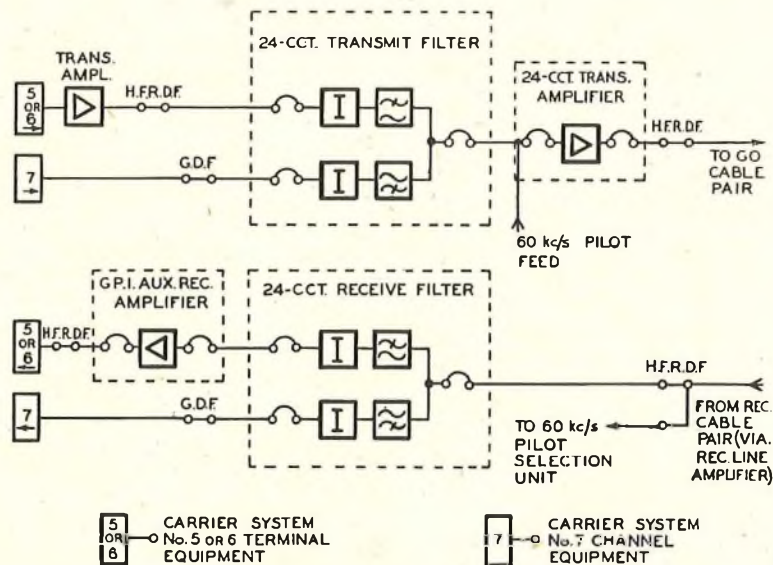 24-CCT. TRANSMIT FILTER
TRANS.
AMPL.
24-CCT. TRANS.
AMPLIFIER
5
OR
6
H.F.R.D.F.
I
H.F.R.D.F.
7
G.D.F
I
TO GO
CABLE
PAIR
60 kc/s PILOT
FEED
G.P.I. AUX. REC.
AMPLIFIER
24-CCT. RECEIVE FILTER
5
OR
6
H.F.R.D.F.
I
H.F.R.D.F
7
G.D.F.
I
TO 60 kc/s
PILOT
SELECTION
UNIT
FROM REC.
CABLE
PAIR (VIA.
REC. LINE
AMPLIFIER)
5
OR
6
CARRIER SYSTEM
No. 5 OR 6 TERMINAL
EQUIPMENT
7
CARRIER SYSTEM
No. 7 CHANNEL
EQUIPMENT